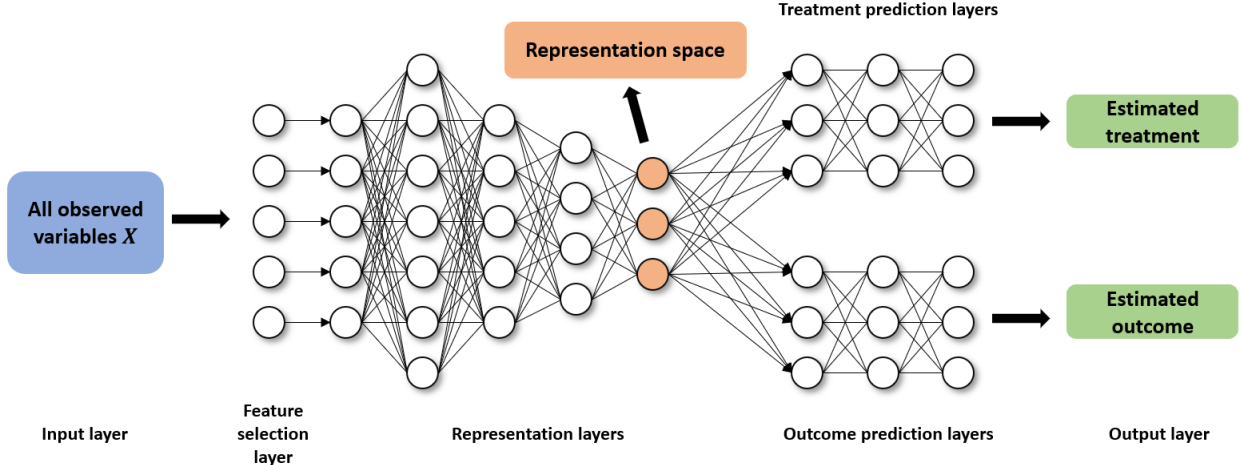 Treatment prediction layers
Representation space
All observed
variables X
Estimated
treatment
Estimated
outcome
Input layer
Feature
selection
layer
Representation layers
Outcome prediction layers
Output layer